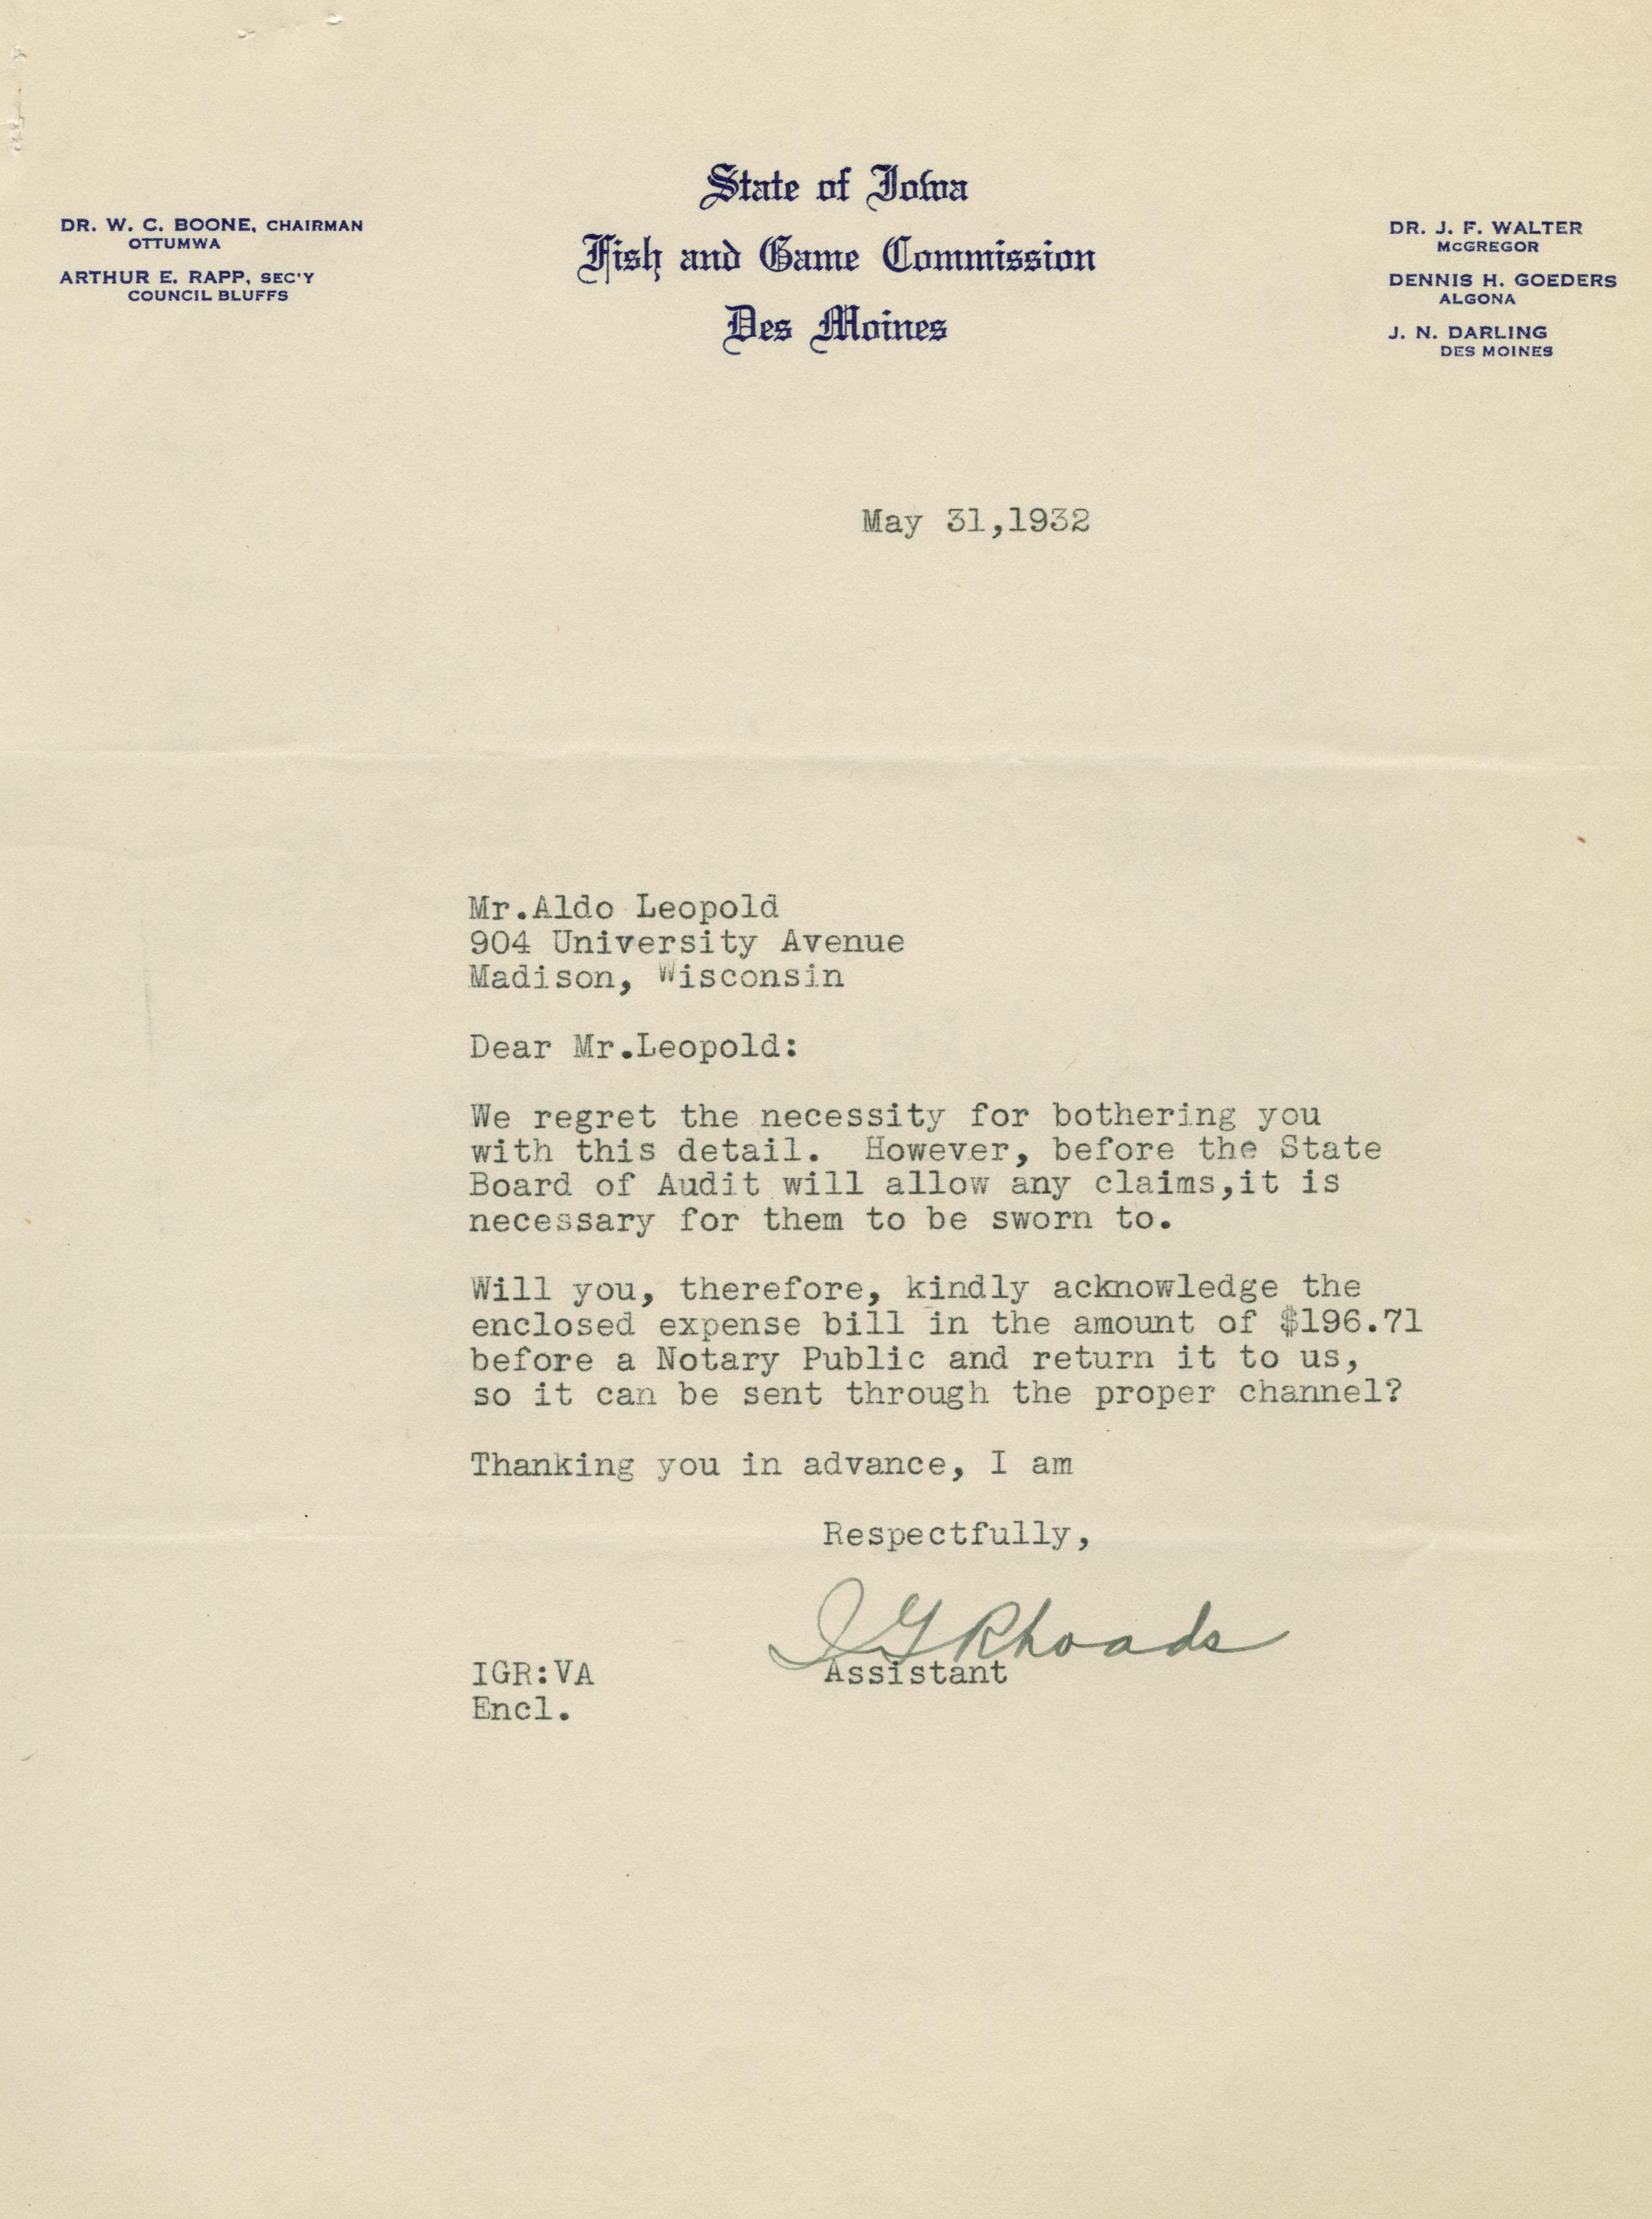 State of Iowa
Fish and Game Commission
Des Moines
DR. W. C. BOONE, CHAIRMAN
OTTUMWA
ARTHUR E. RAPP, SEC'Y
COUNCIL BLUFFS
DR. J. F. WALTER
McGREGOR
DENNIS H. GOEDERS
ALGONA
J. N. DARLING
DES MOINES
May 31,1932
Mr.Aldo Leopold
904 University Avenue
Madison, Wisconsin
Dear Mr.Leopold:
We regret the necessity for bothering you
with this detail.  However, before the State
Board of Audit will allow any claims,it is
necessary for them to be sworn to.
Will you, therefore, kindly acknowledge the
enclosed expense bill in the amount of $196.71
before a Notary Public and return it to us,
so it can be sent through the proper channel?
Thanking you in advance, I am
Respectfully,
IGRhoads
Assistant
IGR:VA
Encl.